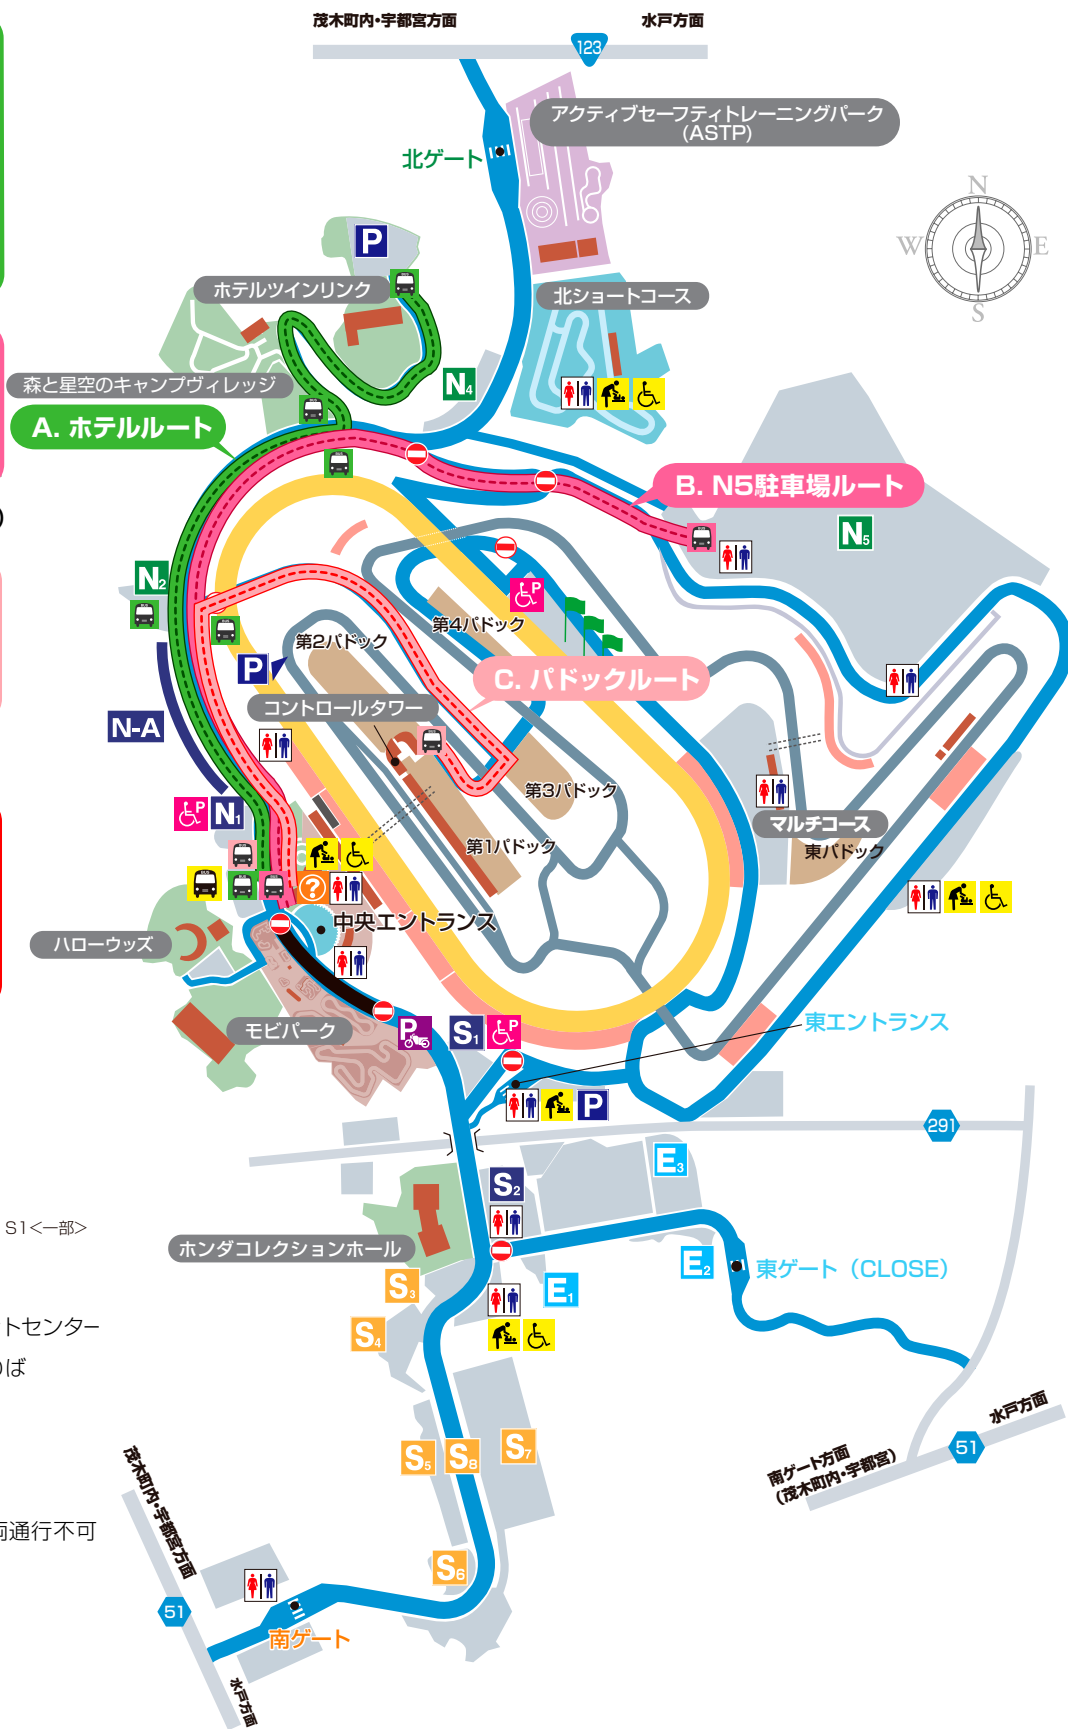 茂木町内・宇都宮方面
水戸方面
123
アクティブセーフティトレーニングパーク
(ASTP)
北ゲート
N
W
E
S
P
ホテルツインリンク
北ショートコース
森と星空のキャンプヴィレッジ
N4
A. ホテルルート
B. N5駐車場ルート
)
N5
N2
P
第4パドック
第2パドック
P
C. パドックルート
コントロールタワー
N-A
第3パドック
P
N1
マルチコース
第1パドック
東パドック
BUS
?
中央エントランス
ハローウッズ
モビパーク
P
S1
P
東エントランス
P
291
E3
S2
S1<一部>
ホンダコレクションホール
E2
東ゲート（CLOSE）
S3
E1
S4
トセンター
りば
水戸方面
51
南ゲート方面
(茂木町内・宇都宮)
S5
S8
S7
茂木町内・宇都宮方面
両通行不可
S6
51
南ゲート
水戸方面